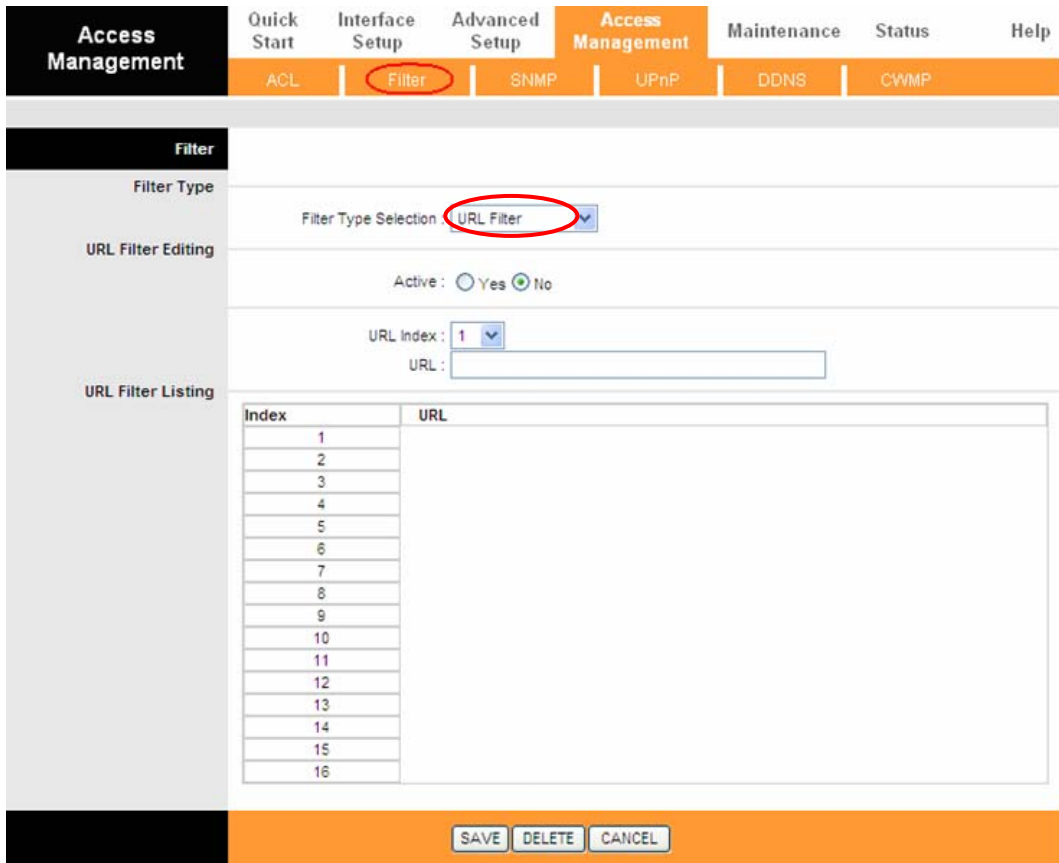 Access
Management
Quick
Start
Interface
Setup
Advanced
Setup
Access
Management
Maintenance
Status
Help
ACL
Filter
SNMP
UPnP
DDNS
CWMP
Filter
Filter Type
Filter Type Selection : URL Filter
URL Filter Editing
Active : Yes No
URL Index : 1
URL :
URL Filter Listing
Index URL
1
2
3
4
5
6
7
8
9
10
11
12
13
14
15
16
SAVE DELETE CANCEL